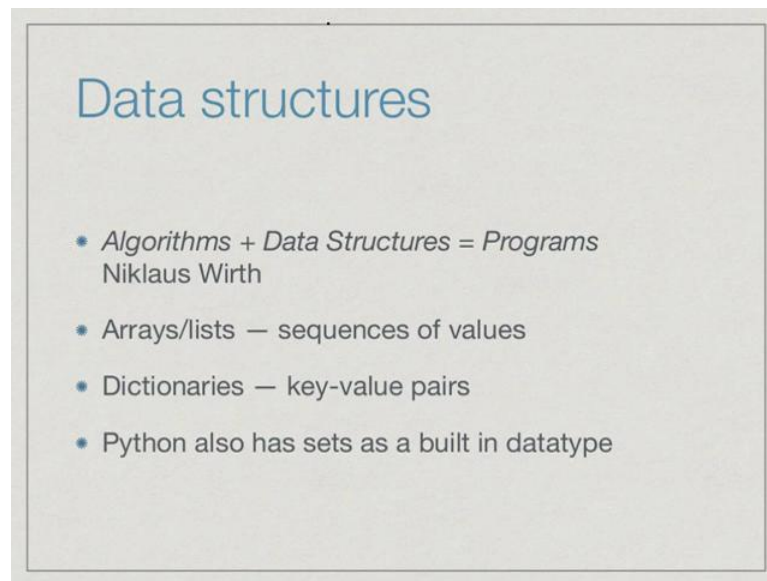 Data structures
Algorithms + Data Structures = Programs
Niklaus Wirth
Arrays/lists — sequences of values
Dictionaries — key-value pairs
Python also has sets as a built in datatype